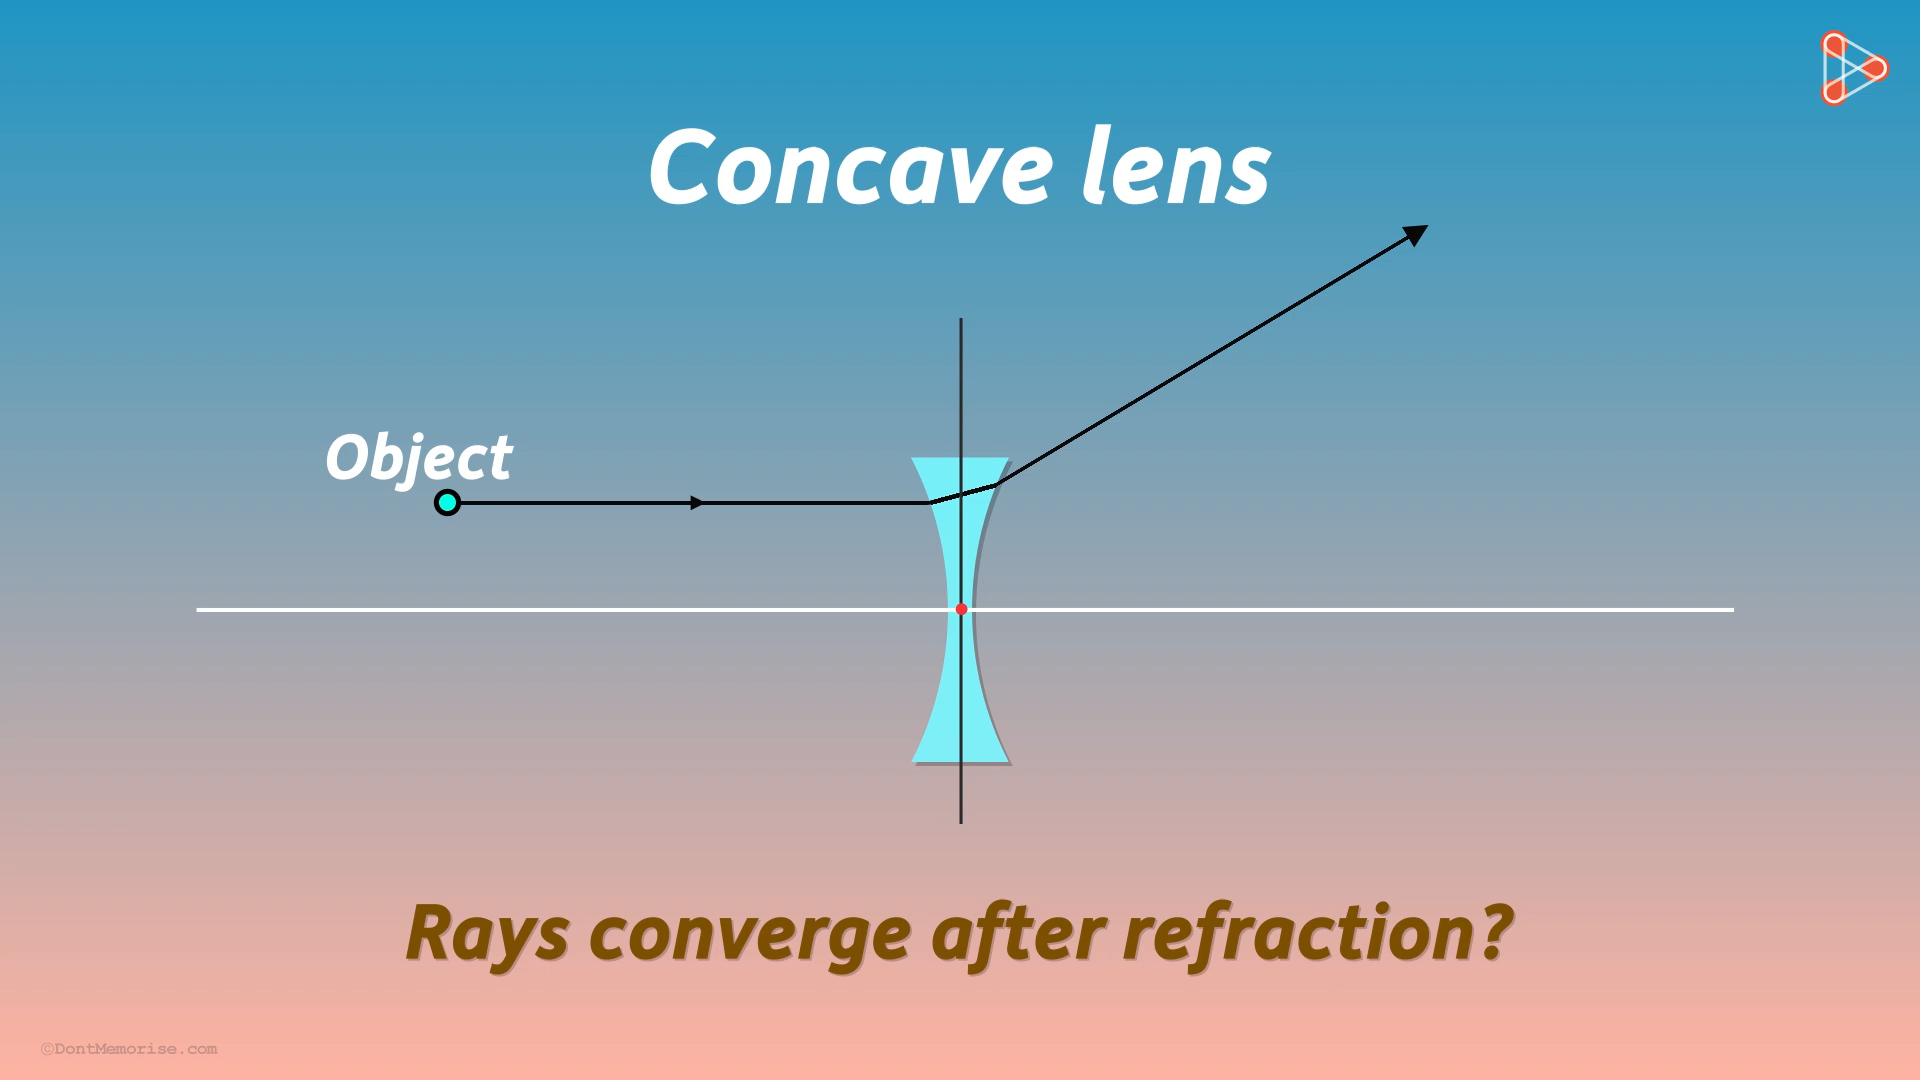 Concave lens
Object
Rays converge after refraction?
©DontMemorise.com